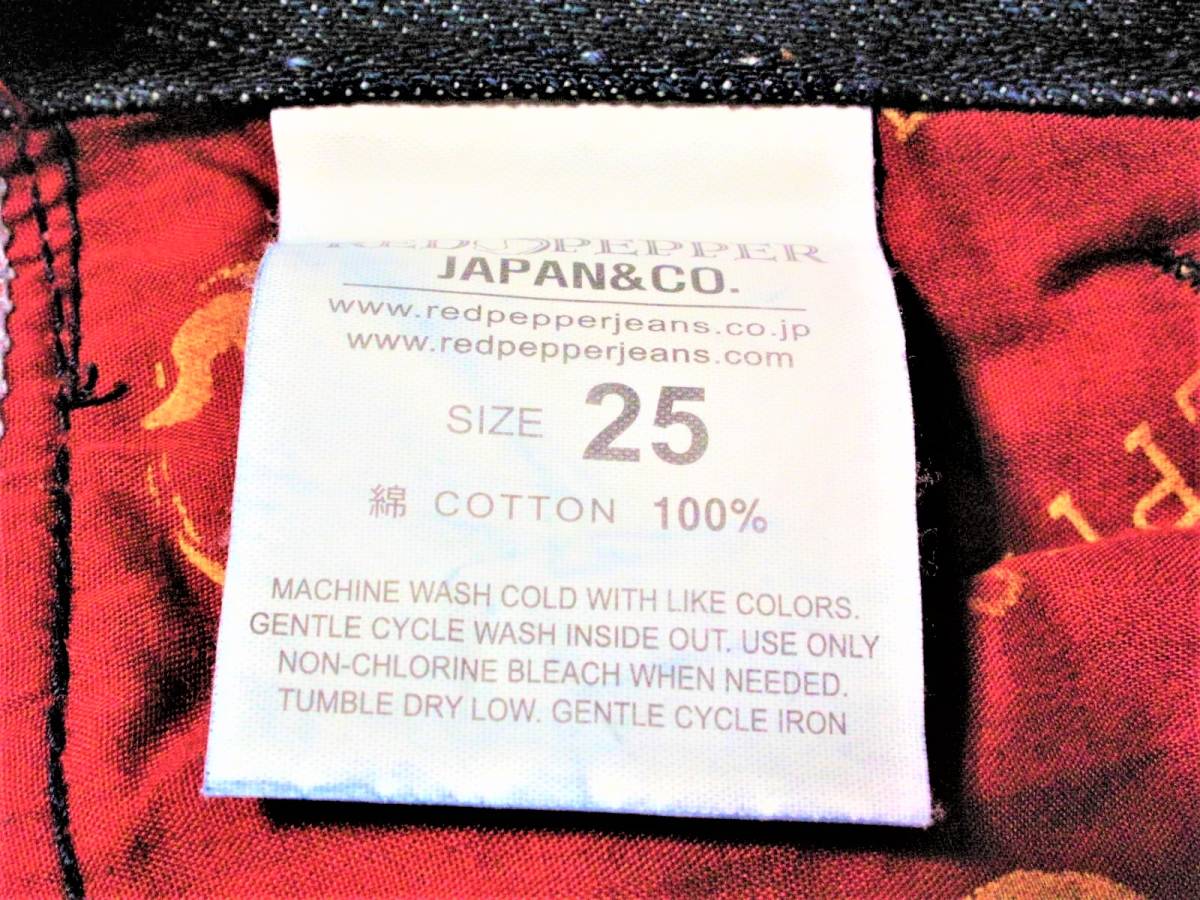 RED PEPPER
JAPAN&CO.
www.redpepperjeans.co.jp
www.redpepperjeans.com
SIZE 25
綿 COTTON 100%
MACHINE WASH COLD WITH LIKE COLORS.
GENTLE CYCLE WASH INSIDE OUT. USE ONLY
NON-CHLORINE BLEACH WHEN NEEDED.
TUMBLE DRY LOW. GENTLE CYCLE IRON